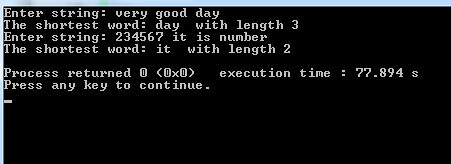 Enter string: very good day
The shortest word: day  with length 3
Enter string: 234567 it is number
The shortest word: it  with length 2
Process returned 0 (0x0)   execution time : 77.894 s
Press any key to continue.